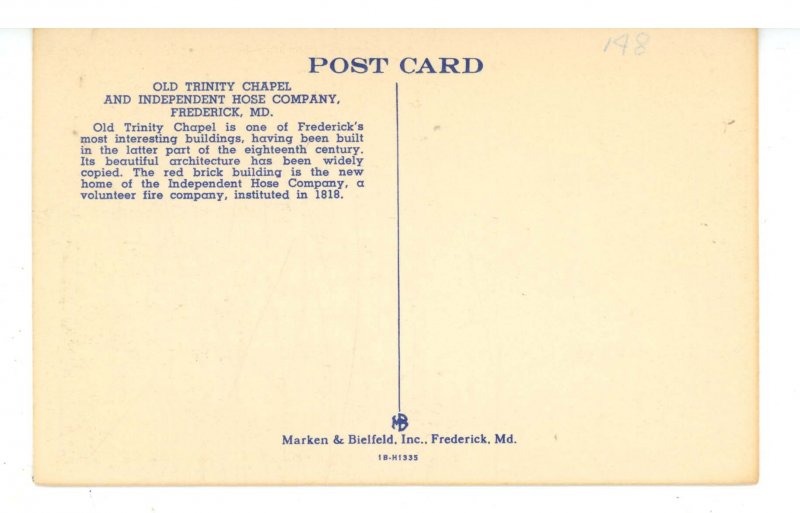 148
POST CARD
OLD TRINITY CHAPEL
AND INDEPENDENT HOSE COMPANY,
FREDERICK, MD.
Old Trinity Chapel is one of Frederick's
most interesting buildings, having been built
in the latter part of the eighteenth century.
Its beautiful architecture has been widely
copied. The red brick building is the new
home of the Independent Hose Company, a
volunteer fire company, instituted in 1818.
MB
Marken & Bielfeld, Inc., Frederick, Md.
1B-H1335